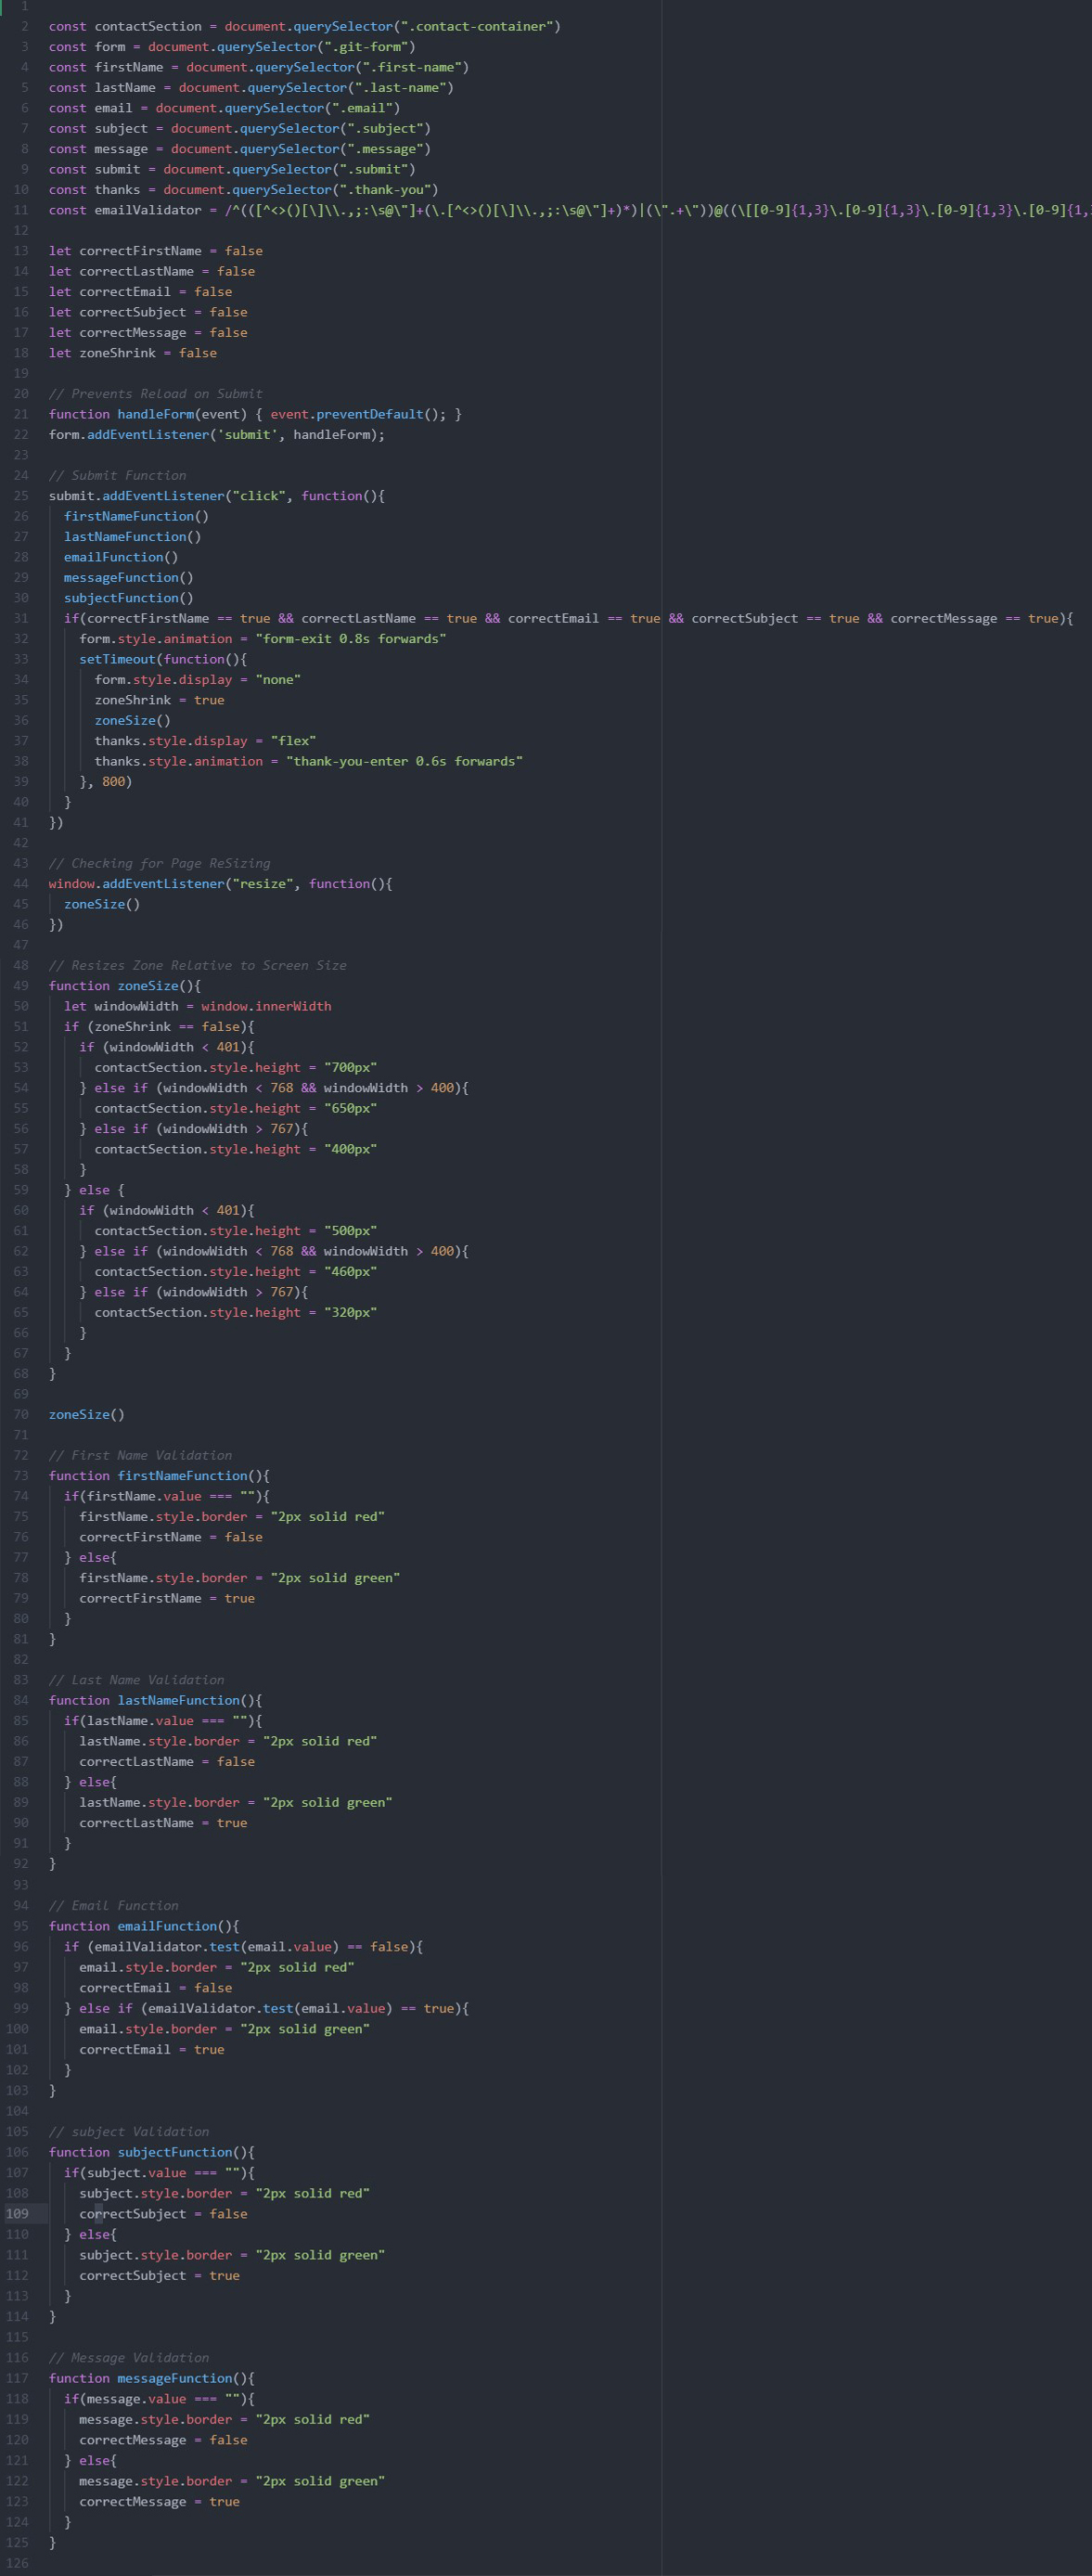 1
2 const contactSection = document.querySelector(".contact-container")
3 const form = document.querySelector(".git-form")
4 const firstName = document.querySelector(".first-name")
5 const lastName = document.querySelector(".last-name")
6 const email = document.querySelector(".email")
7 const subject = document.querySelector(".subject")
8 const message = document.querySelector(".message")
9 const submit = document.querySelector(".submit")
10 const thanks = document.querySelector(".thank-you")
11 const emailValidator = /^(([^<>()[\]\\.,;:\s@\"]+(\.[^<>()[\]\\.,;:\s@\"]+)*)|(\".+\"))@((\[[0-9]{1,3}\.[0-9]{1,3}\.[0-9]{1,3}\.[0-9]{1,
12
13 let correctFirstName = false
14 let correctLastName = false
15 let correctEmail = false
16 let correctSubject = false
17 let correctMessage = false
18 let zoneShrink = false
19
20 // Prevents Reload on Submit
21 function handleForm(event) { event.preventDefault(); }
22 form.addEventListener('submit', handleForm);
23
24 // Submit Function
25 submit.addEventListener("click", function(){
26   firstNameFunction()
27   lastNameFunction()
28   emailFunction()
29   messageFunction()
30   subjectFunction()
31   if(correctFirstName == true && correctLastName == true && correctEmail == true && correctSubject == true && correctMessage == true){
32     form.style.animation = "form-exit 0.8s forwards"
33     setTimeout(function(){
34       form.style.display = "none"
35       zoneShrink = true
36       zoneSize()
37       thanks.style.display = "flex"
38       thanks.style.animation = "thank-you-enter 0.6s forwards"
39     }, 800)
40   }
41 })
42
43 // Checking for Page ReSizing
44 window.addEventListener("resize", function(){
45   zoneSize()
46 })
47
48 // Resizes Zone Relative to Screen Size
49 function zoneSize(){
50   let windowWidth = window.innerWidth
51   if (zoneShrink == false){
52     if (windowWidth < 401){
53       contactSection.style.height = "700px"
54     } else if (windowWidth < 768 && windowWidth > 400){
55       contactSection.style.height = "650px"
56     } else if (windowWidth > 767){
57       contactSection.style.height = "400px"
58     }
59   } else {
60     if (windowWidth < 401){
61       contactSection.style.height = "500px"
62     } else if (windowWidth < 768 && windowWidth > 400){
63       contactSection.style.height = "460px"
64     } else if (windowWidth > 767){
65       contactSection.style.height = "320px"
66     }
67   }
68 }
69
70 zoneSize()
71
72 // First Name Validation
73 function firstNameFunction(){
74   if(firstName.value === ""){
75     firstName.style.border = "2px solid red"
76     correctFirstName = false
77   } else{
78     firstName.style.border = "2px solid green"
79     correctFirstName = true
80   }
81 }
82
83 // Last Name Validation
84 function lastNameFunction(){
85   if(lastName.value === ""){
86     lastName.style.border = "2px solid red"
87     correctLastName = false
88   } else{
89     lastName.style.border = "2px solid green"
90     correctLastName = true
91   }
92 }
93
94 // Email Function
95 function emailFunction(){
96   if (emailValidator.test(email.value) == false){
97     email.style.border = "2px solid red"
98     correctEmail = false
99   } else if (emailValidator.test(email.value) == true){
100     email.style.border = "2px solid green"
101     correctEmail = true
102   }
103 }
104
105 // subject Validation
106 function subjectFunction(){
107   if(subject.value === ""){
108     subject.style.border = "2px solid red"
109     correctSubject = false
110   } else{
111     subject.style.border = "2px solid green"
112     correctSubject = true
113   }
114 }
115
116 // Message Validation
117 function messageFunction(){
118   if(message.value === ""){
119     message.style.border = "2px solid red"
120     correctMessage = false
121   } else{
122     message.style.border = "2px solid green"
123     correctMessage = true
124   }
125 }
126